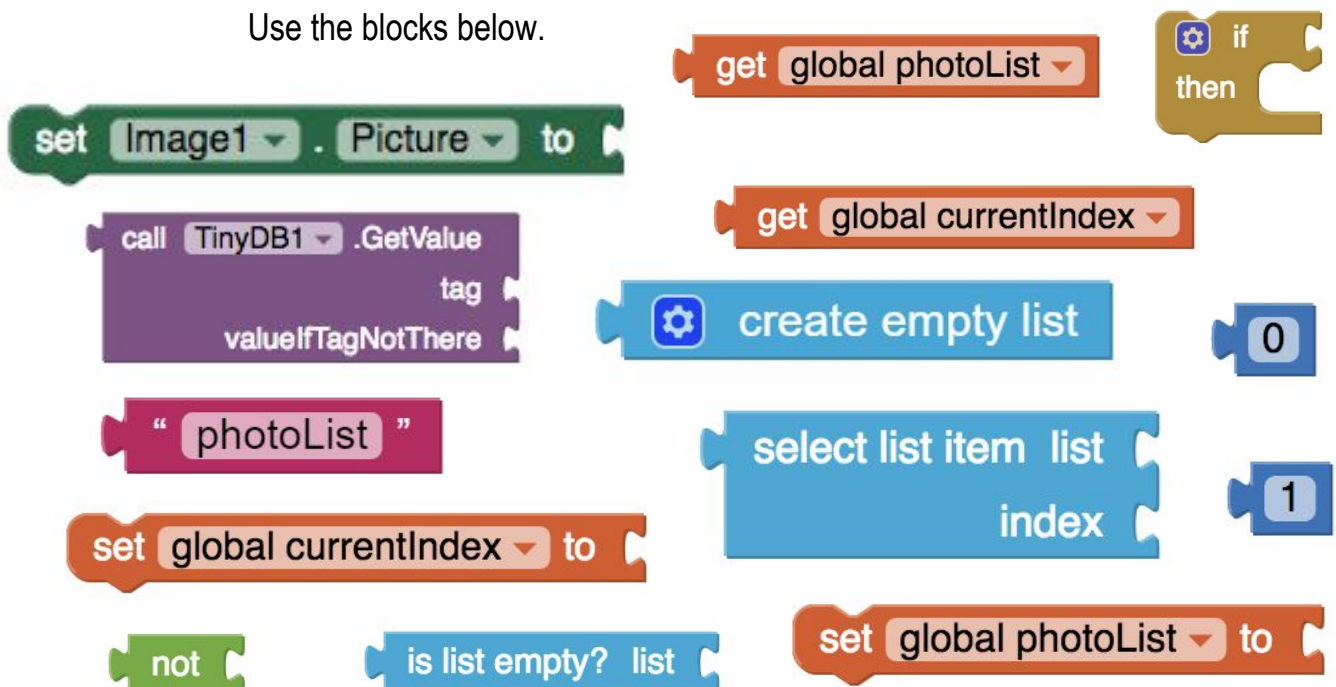 Use the blocks below.
get global photoList
if
then
set Image1 . Picture to
get global currentIndex
call TinyDB1 .GetValue
tag
valueIfTagNotThere
create empty list
0
“ photoList ”
select list item list
index
1
set global currentIndex to
not
is list empty? list
set global photoList to